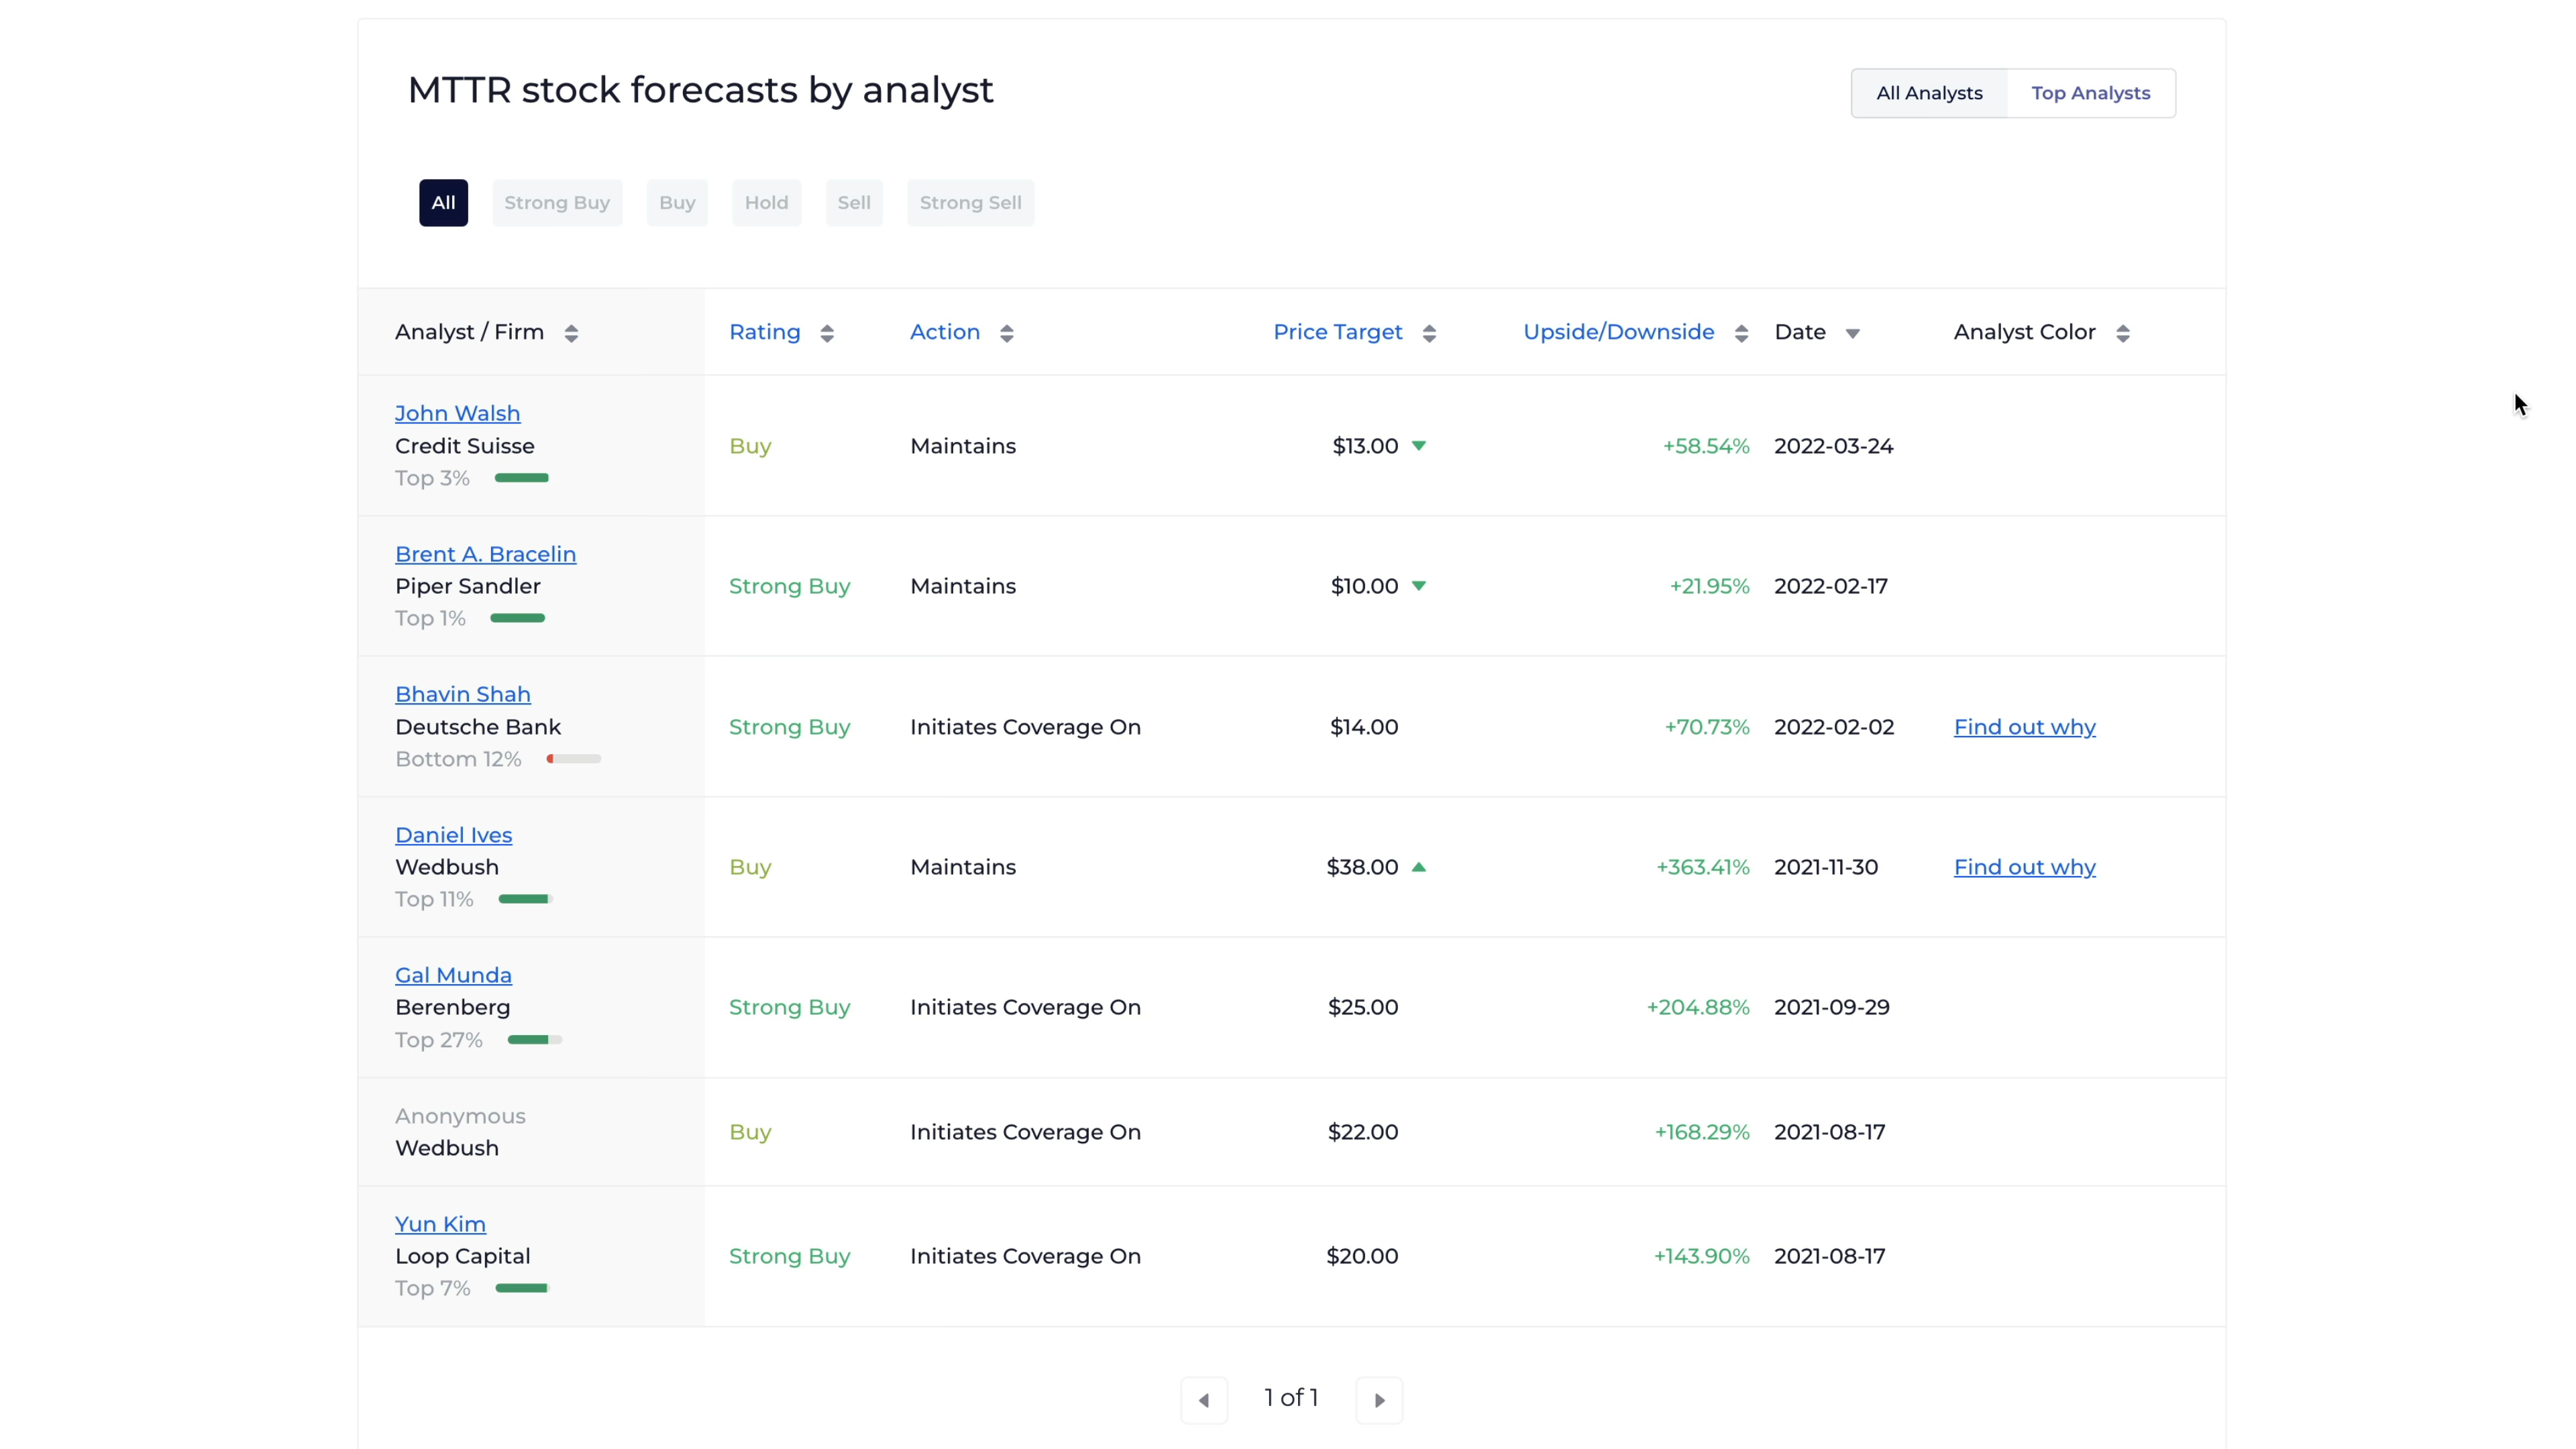 MTTR stock forecasts by analyst
All Analysts Top Analysts
All Strong Buy Buy Hold Sell Strong Sell
Analyst / Firm Rating Action Price Target Upside/Downside Date Analyst Color
John Walsh
Credit Suisse Buy Maintains $13.00 +58.54% 2022-03-24
Top 3%
Brent A. Bracelin
Piper Sandler Strong Buy Maintains $10.00 +21.95% 2022-02-17
Top 1%
Bhavin Shah
Deutsche Bank Strong Buy Initiates Coverage On $14.00 +70.73% 2022-02-02 Find out why
Bottom 12%
Daniel Ives
Wedbush Buy Maintains $38.00 +363.41% 2021-11-30 Find out why
Top 11%
Gal Munda
Berenberg Strong Buy Initiates Coverage On $25.00 +204.88% 2021-09-29
Top 27%
Anonymous
Wedbush Buy Initiates Coverage On $22.00 +168.29% 2021-08-17
Yun Kim
Loop Capital Strong Buy Initiates Coverage On $20.00 +143.90% 2021-08-17
Top 7%
1 of 1